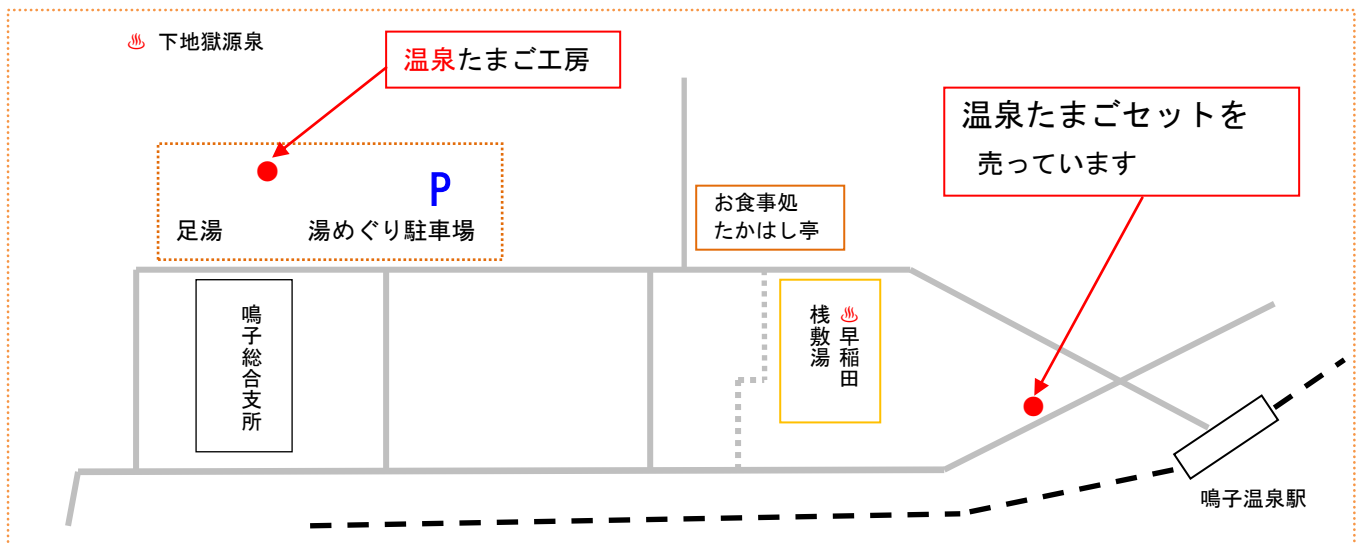 ♨ 下地獄源泉
温泉たまご工房
温泉たまごセットを
売っています
P
足湯
湯めぐり駐車場
お食事処
たかはし亭
鳴子総合支所
♨早稲田
桟敷湯
鳴子温泉駅